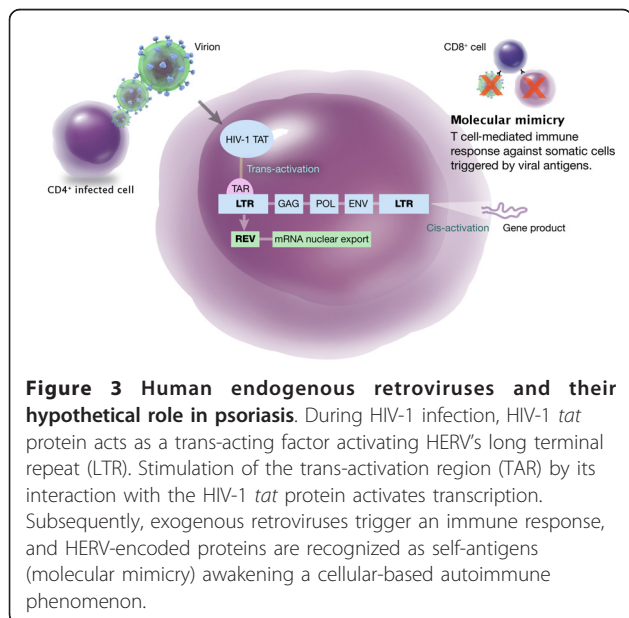 Virion
CD8⁺ cell
HIV-1 TAT
Molecular mimicry
T cell-mediated immune
response against somatic cells
triggered by viral antigens.
Trans-activation
CD4⁺ infected cell
TAR
LTR GAG POL ENV LTR
Cis-activation Gene product
REV mRNA nuclear export
Figure 3 Human endogenous retroviruses and their
hypothetical role in psoriasis. During HIV-1 infection, HIV-1 tat
protein acts as a trans-acting factor activating HERV's long terminal
repeat (LTR). Stimulation of the trans-activation region (TAR) by its
interaction with the HIV-1 tat protein activates transcription.
Subsequently, exogenous retroviruses trigger an immune response,
and HERV-encoded proteins are recognized as self-antigens
(molecular mimicry) awakening a cellular-based autoimmune
phenomenon.